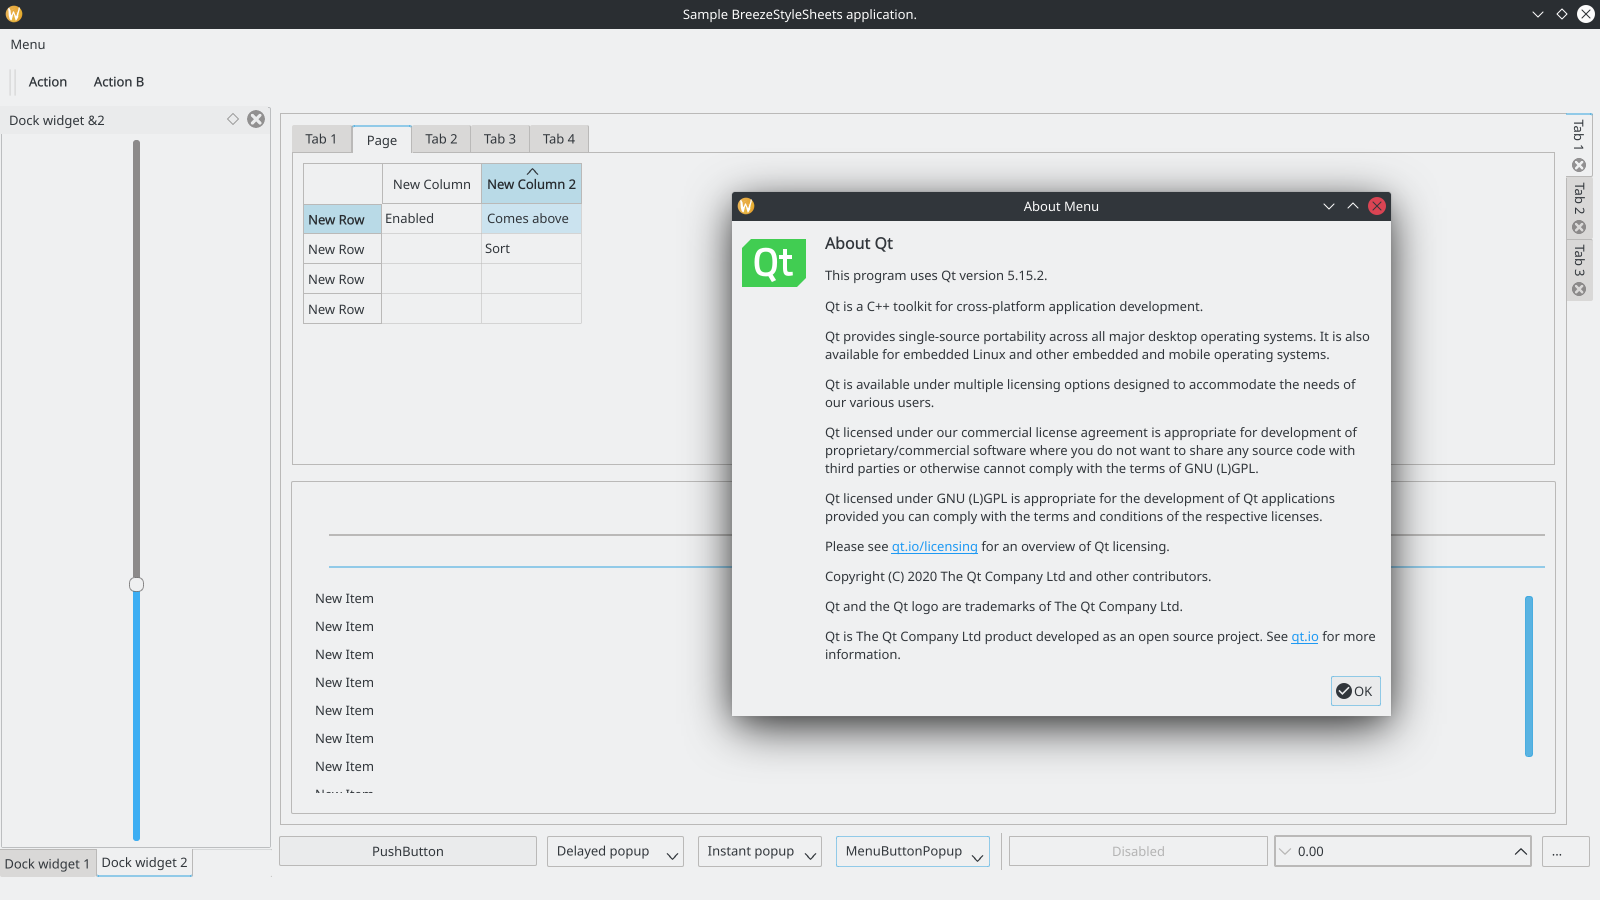 Sample BreezeStyleSheets application.
Menu
Action Action B
Dock widget &2
Tab 1 Page Tab 2 Tab 3 Tab 4
New Column New Column 2
New Row Enabled Comes above
New Row Sort
New Row
New Row
Tab 1
Tab 2
Tab 3
About Menu
Qt
About Qt
This program uses Qt version 5.15.2.
Qt is a C++ toolkit for cross-platform application development.
Qt provides single-source portability across all major desktop operating systems. It is also
available for embedded Linux and other embedded and mobile operating systems.
Qt is available under multiple licensing options designed to accommodate the needs of
our various users.
Qt licensed under our commercial license agreement is appropriate for development of
proprietary/commercial software where you do not want to share any source code with
third parties or otherwise cannot comply with the terms of GNU (L)GPL.
Qt licensed under GNU (L)GPL is appropriate for the development of Qt applications
provided you can comply with the terms and conditions of the respective licenses.
Please see qt.io/licensing for an overview of Qt licensing.
Copyright (C) 2020 The Qt Company Ltd and other contributors.
Qt and the Qt logo are trademarks of The Qt Company Ltd.
Qt is The Qt Company Ltd product developed as an open source project. See qt.io for more
information.
OK
New Item
New Item
New Item
New Item
New Item
New Item
New Item
New Item
Dock widget 1 Dock widget 2
PushButton Delayed popup Instant popup MenuButtonPopup Disabled 0.00 ...